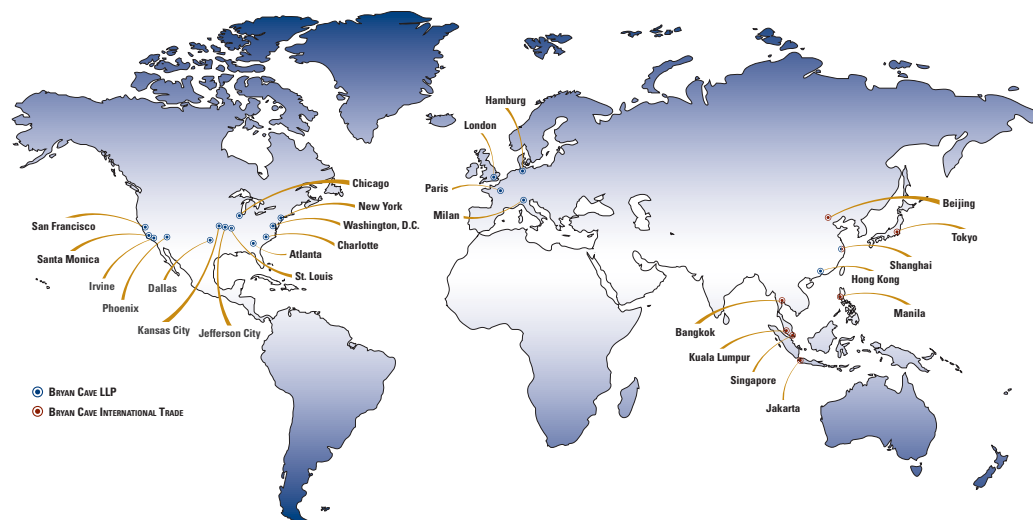 Hamburg
London
Paris
Milan
Chicago
New York
Washington, D.C.
Charlotte
Atlanta
St. Louis
San Francisco
Santa Monica
Irvine
Phoenix
Dallas
Kansas City
Jefferson City
Beijing
Tokyo
Shanghai
Hong Kong
Manila
Bangkok
Kuala Lumpur
Singapore
Jakarta
BRYAN CAVE LLP
BRYAN CAVE INTERNATIONAL TRADE